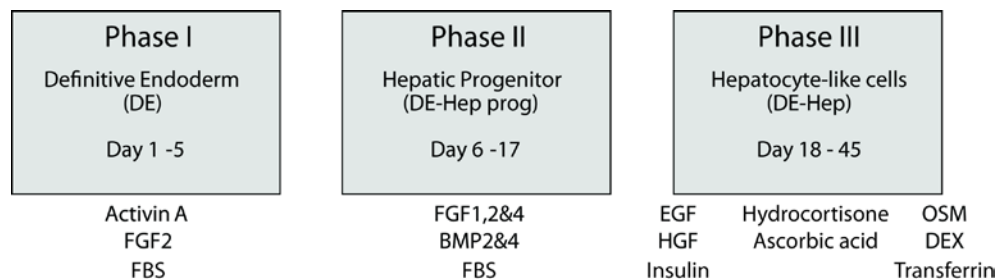 Phase I
Definitive Endoderm
(DE)
Day 1 -5
Activin A
FGF2
FBS
Phase II
Hepatic Progenitor
(DE-Hep prog)
Day 6 -17
FGF1,2&4
BMP2&4
FBS
Phase III
Hepatocyte-like cells
(DE-Hep)
Day 18 - 45
EGF Hydrocortisone OSM
HGF Ascorbic acid DEX
Insulin Transferrin